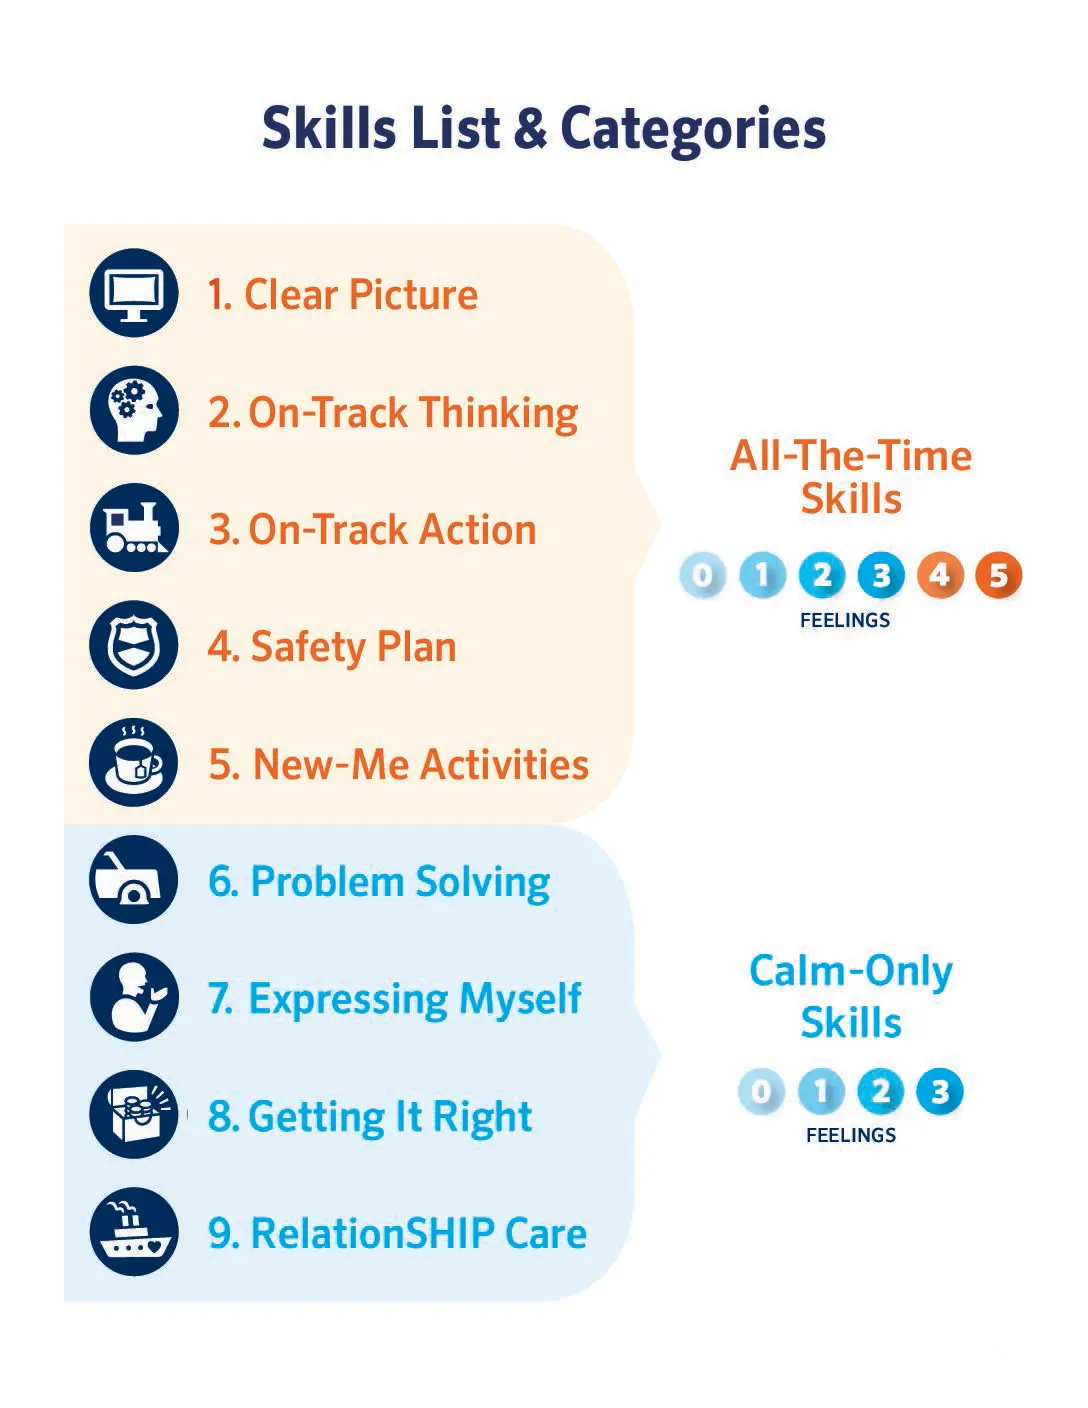 Skills List & Categories
1. Clear Picture
2. On-Track Thinking
3. On-Track Action
4. Safety Plan
5. New-Me Activities
All-The-Time
Skills
0 1 2 3 4 5
FEELINGS
6. Problem Solving
7. Expressing Myself
8. Getting It Right
9. RelationSHIP Care
Calm-Only
Skills
0 1 2 3
FEELINGS